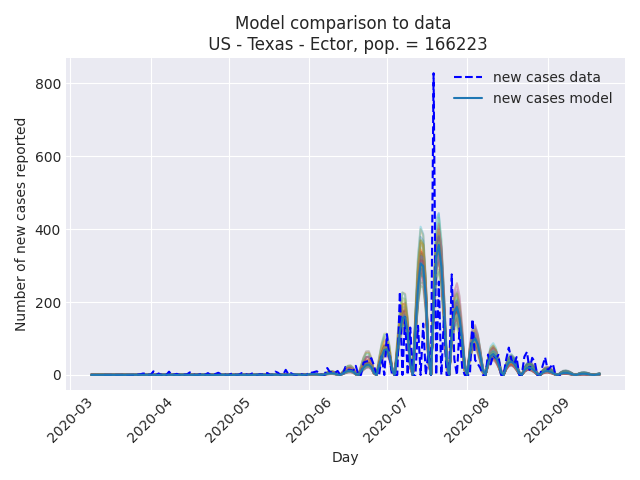 Model comparison to data
US - Texas - Ector, pop. = 166223
new cases data
new cases model
Number of new cases reported
800
600
400
200
0
2020-03
2020-04
2020-05
2020-06
2020-07
2020-08
2020-09
Day